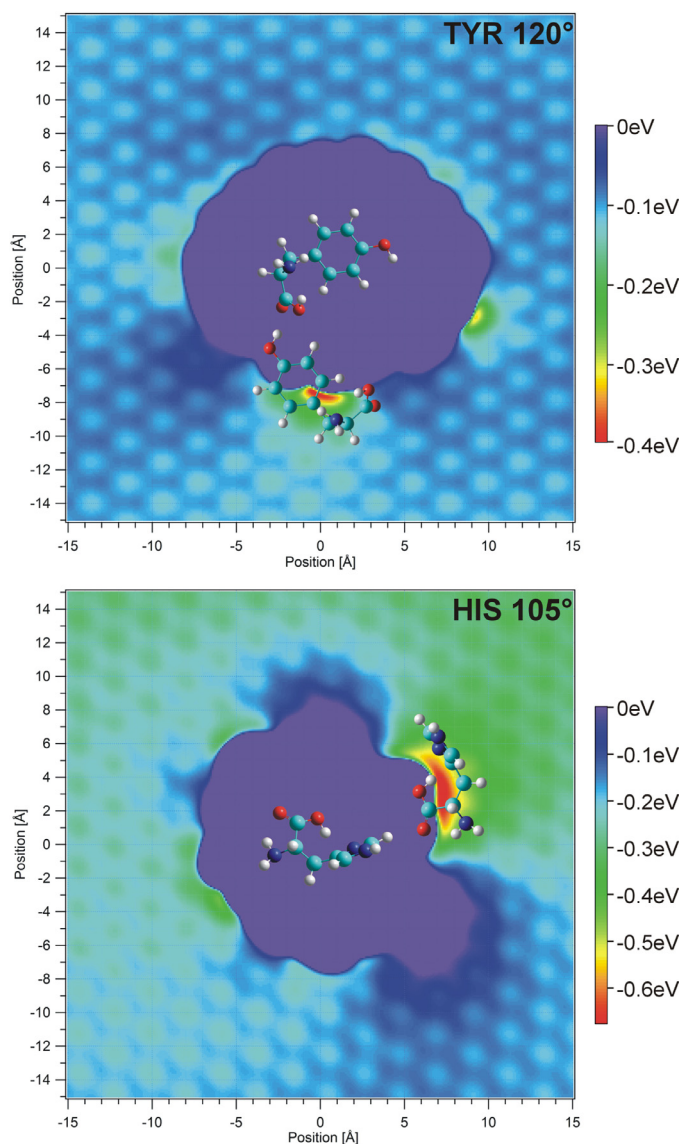 TYR 120°
14
12
10
8
6
4
2
0
-2
-4
-6
-8
-10
-12
-14
Position [Å]
-15 -10 -5 0 5 10 15
Position [Å]
0eV
-0.1eV
-0.2eV
-0.3eV
-0.4eV
HIS 105°
14
12
10
8
6
4
2
0
-2
-4
-6
-8
-10
-12
-14
Position [Å]
-15 -10 -5 0 5 10 15
Position [Å]
0eV
-0.1eV
-0.2eV
-0.3eV
-0.4eV
-0.5eV
-0.6eV